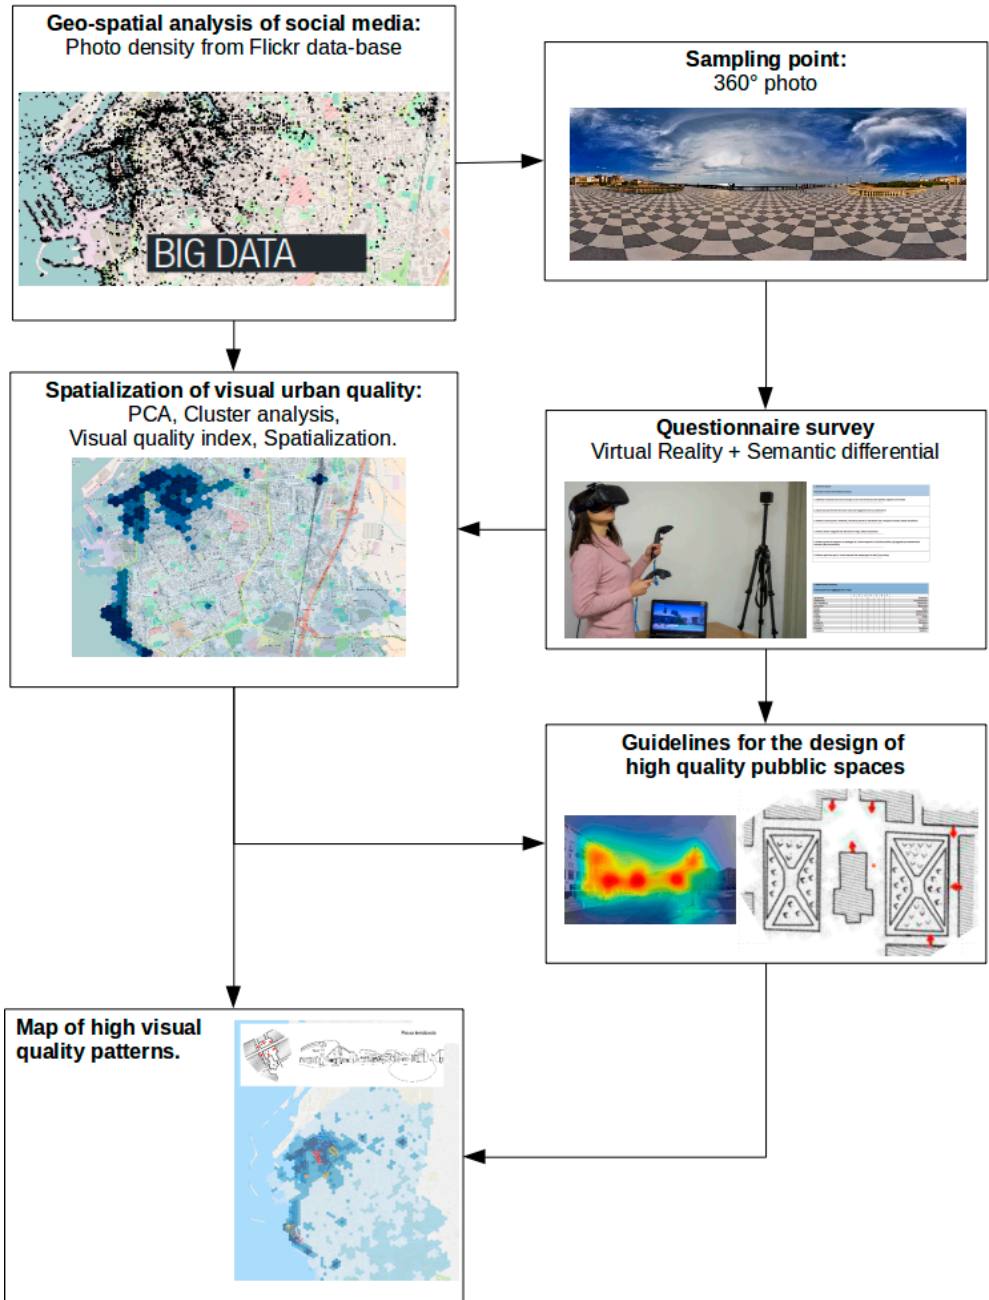 Geo-spatial analysis of social media:
Photo density from Flickr data-base
BIG DATA
Sampling point:
360° photo
Spatialization of visual urban quality:
PCA, Cluster analysis,
Visual quality index, Spatialization.
Questionnaire survey
Virtual Reality + Semantic differential
Guidelines for the design of
high quality pubblic spaces
Map of high visual
quality patterns.